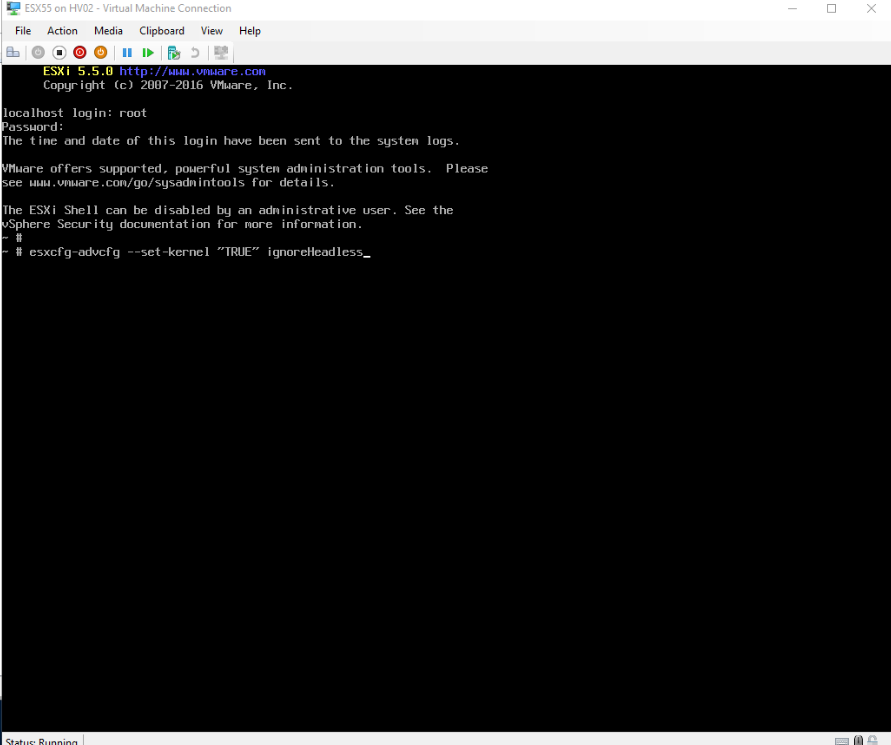 ESX55 on HV02 - Virtual Machine Connection
File Action Media Clipboard View Help
ESXi 5.5.0 http://www.vmware.com
Copyright (c) 2007-2016 VMware, Inc.
localhost login: root
Password:
The time and date of this login have been sent to the system logs.
VMware offers supported, powerful system administration tools. Please
see www.vmware.com/go/sysadmintools for details.
The ESXi Shell can be disabled by an administrative user. See the
vSphere Security documentation for more information.
~ #
~ # esxcfg-advcfg --set-kernel "TRUE" ignoreHeadless_
Status: Running